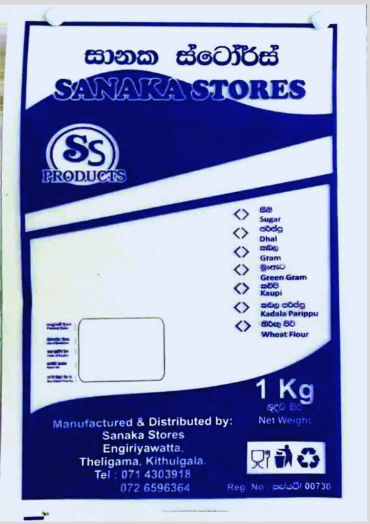 සානක ස්ටෝර්ස්
SANAKA STORES
SS
PRODUCTS
සීනි
Sugar
පරිප්පු
Dhal
කඩල
Gram
මුංඇට
Green Gram
කව්පි
Kaupi
කඩල පරිප්පු
Kadala Parippu
තිරිඟු පිටි
Wheat Flour
1 Kg
ශුද්ධ බර
Net Weight
Manufactured & Distributed by:
Sanaka Stores
Engiriyawatta,
Theligama, Kithulgala.
Tel : 071 4303918
072 6596364
Reg. No : 00730